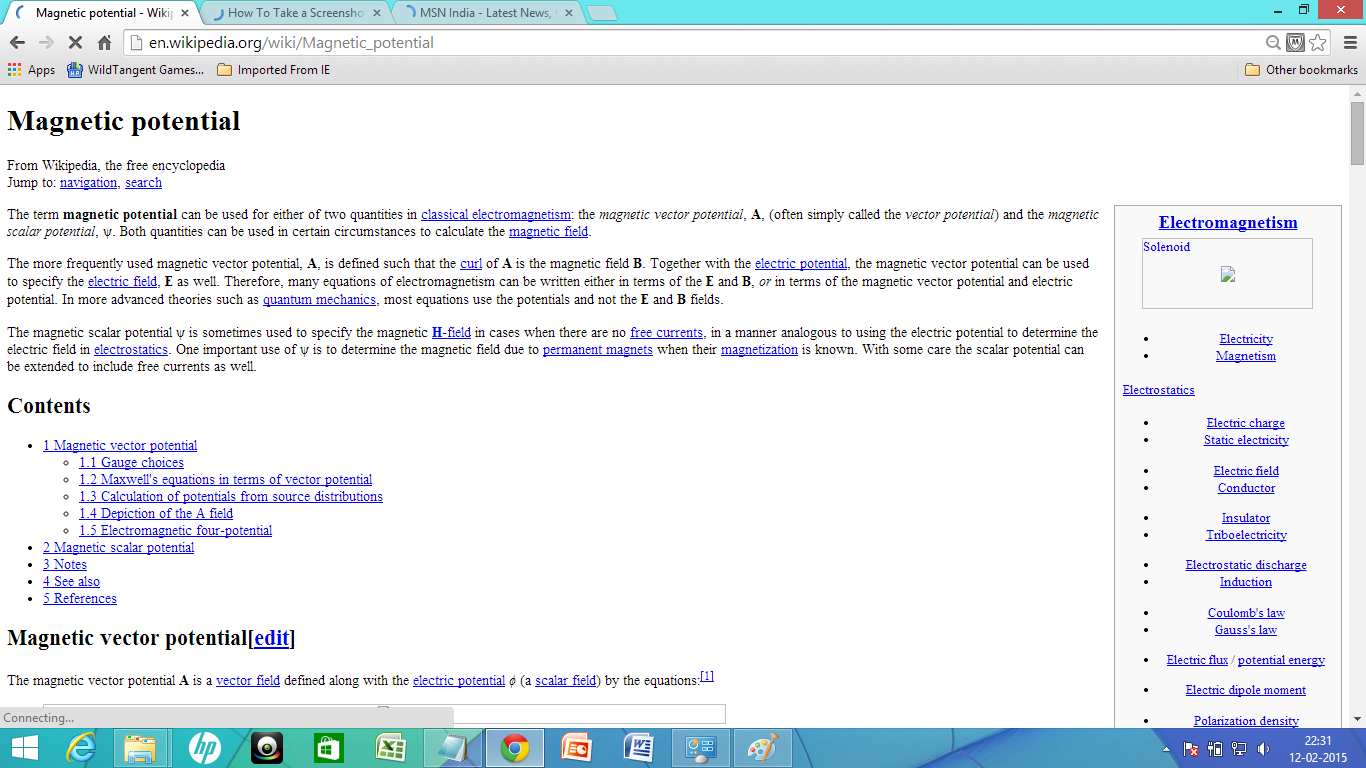 Magnetic potential - Wiki
How To Take a Screensho
MSN India - Latest News,
en.wikipedia.org/wiki/Magnetic_potential
Apps
WildTangent Games...
Imported From IE
Other bookmarks
Magnetic potential
From Wikipedia, the free encyclopedia
Jump to: navigation, search
The term magnetic potential can be used for either of two quantities in classical electromagnetism: the magnetic vector potential, A, (often simply called the vector potential) and the magnetic
scalar potential, ψ. Both quantities can be used in certain circumstances to calculate the magnetic field.
The more frequently used magnetic vector potential, A, is defined such that the curl of A is the magnetic field B. Together with the electric potential, the magnetic vector potential can be used
to specify the electric field, E as well. Therefore, many equations of electromagnetism can be written either in terms of the E and B, or in terms of the magnetic vector potential and electric
potential. In more advanced theories such as quantum mechanics, most equations use the potentials and not the E and B fields.
The magnetic scalar potential ψ is sometimes used to specify the magnetic H-field in cases when there are no free currents, in a manner analogous to using the electric potential to determine the
electric field in electrostatics. One important use of ψ is to determine the magnetic field due to permanent magnets when their magnetization is known. With some care the scalar potential can
be extended to include free currents as well.
Contents
1 Magnetic vector potential
1.1 Gauge choices
1.2 Maxwell's equations in terms of vector potential
1.3 Calculation of potentials from source distributions
1.4 Depiction of the A field
1.5 Electromagnetic four-potential
2 Magnetic scalar potential
3 Notes
4 See also
5 References
Magnetic vector potential[edit]
The magnetic vector potential A is a vector field defined along with the electric potential ϕ (a scalar field) by the equations:[1]
Electromagnetism
Solenoid
Electricity
Magnetism
Electrostatics
Electric charge
Static electricity
Electric field
Conductor
Insulator
Triboelectricity
Electrostatic discharge
Induction
Coulomb's law
Gauss's law
Electric flux / potential energy
Electric dipole moment
Polarization density
Connecting...
22:31
12-02-2015